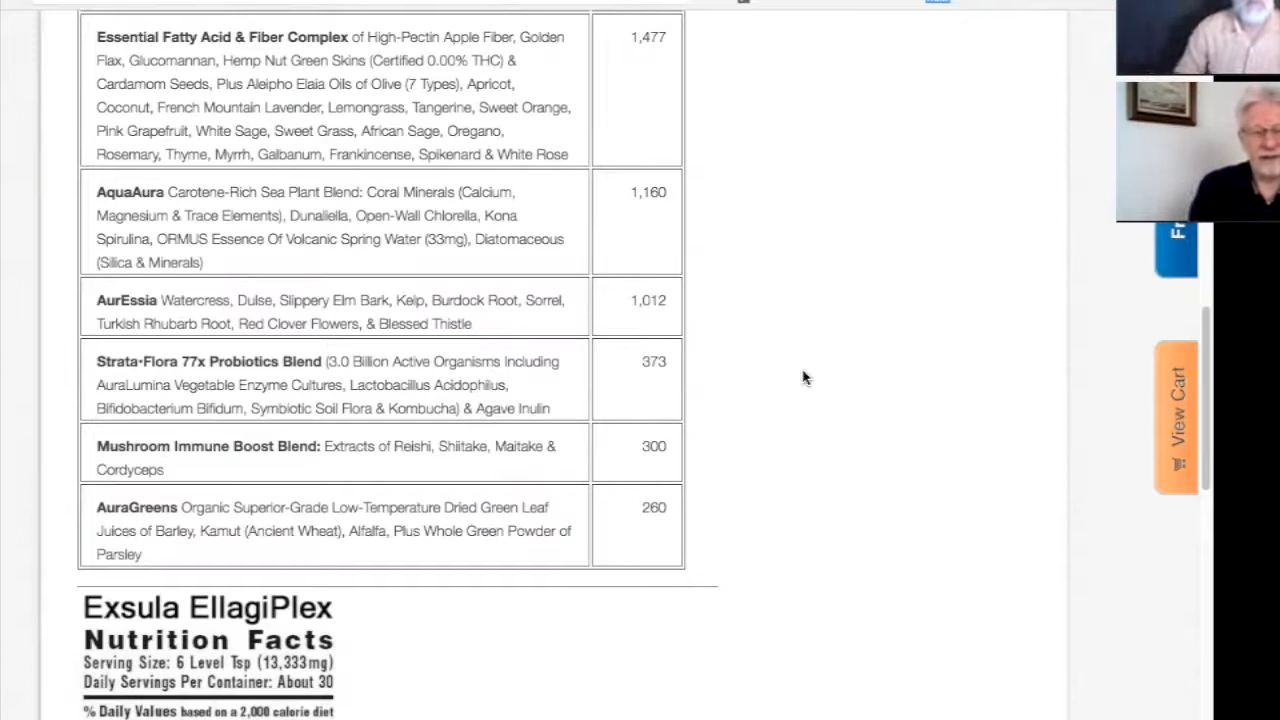 Essential Fatty Acid & Fiber Complex of High-Pectin Apple Fiber, Golden 1,477
Flax, Glucomannan, Hemp Nut Green Skins (Certified 0.00% THC) &
Cardamom Seeds, Plus Aleipho Elaia Oils of Olive (7 Types), Apricot,
Coconut, French Mountain Lavender, Lemongrass, Tangerine, Sweet Orange,
Pink Grapefruit, White Sage, Sweet Grass, African Sage, Oregano,
Rosemary, Thyme, Myrrh, Galbanum, Frankincense, Spikenard & White Rose
AquaAura Carotene-Rich Sea Plant Blend: Coral Minerals (Calcium, 1,160
Magnesium & Trace Elements), Dunaliella, Open-Wall Chlorella, Kona
Spirulina, ORMUS Essence Of Volcanic Spring Water (33mg), Diatomaceous
(Silica & Minerals)
AurEssia Watercress, Dulse, Slippery Elm Bark, Kelp, Burdock Root, Sorrel, 1,012
Turkish Rhubarb Root, Red Clover Flowers, & Blessed Thistle
Strata•Flora 77x Probiotics Blend (3.0 Billion Active Organisms Including 373
AuraLumina Vegetable Enzyme Cultures, Lactobacillus Acidophilus,
Bifidobacterium Bifidum, Symbiotic Soil Flora & Kombucha) & Agave Inulin
Mushroom Immune Boost Blend: Extracts of Reishi, Shiitake, Maitake & 300
Cordyceps
AuraGreens Organic Superior-Grade Low-Temperature Dried Green Leaf 260
Juices of Barley, Kamut (Ancient Wheat), Alfalfa, Plus Whole Green Powder of
Parsley
Exsula EllagiPlex
Nutrition Facts
Serving Size: 6 Level Tsp (13,333mg)
Daily Servings Per Container: About 30
% Daily Values based on a 2,000 calorie diet
Fr
View Cart